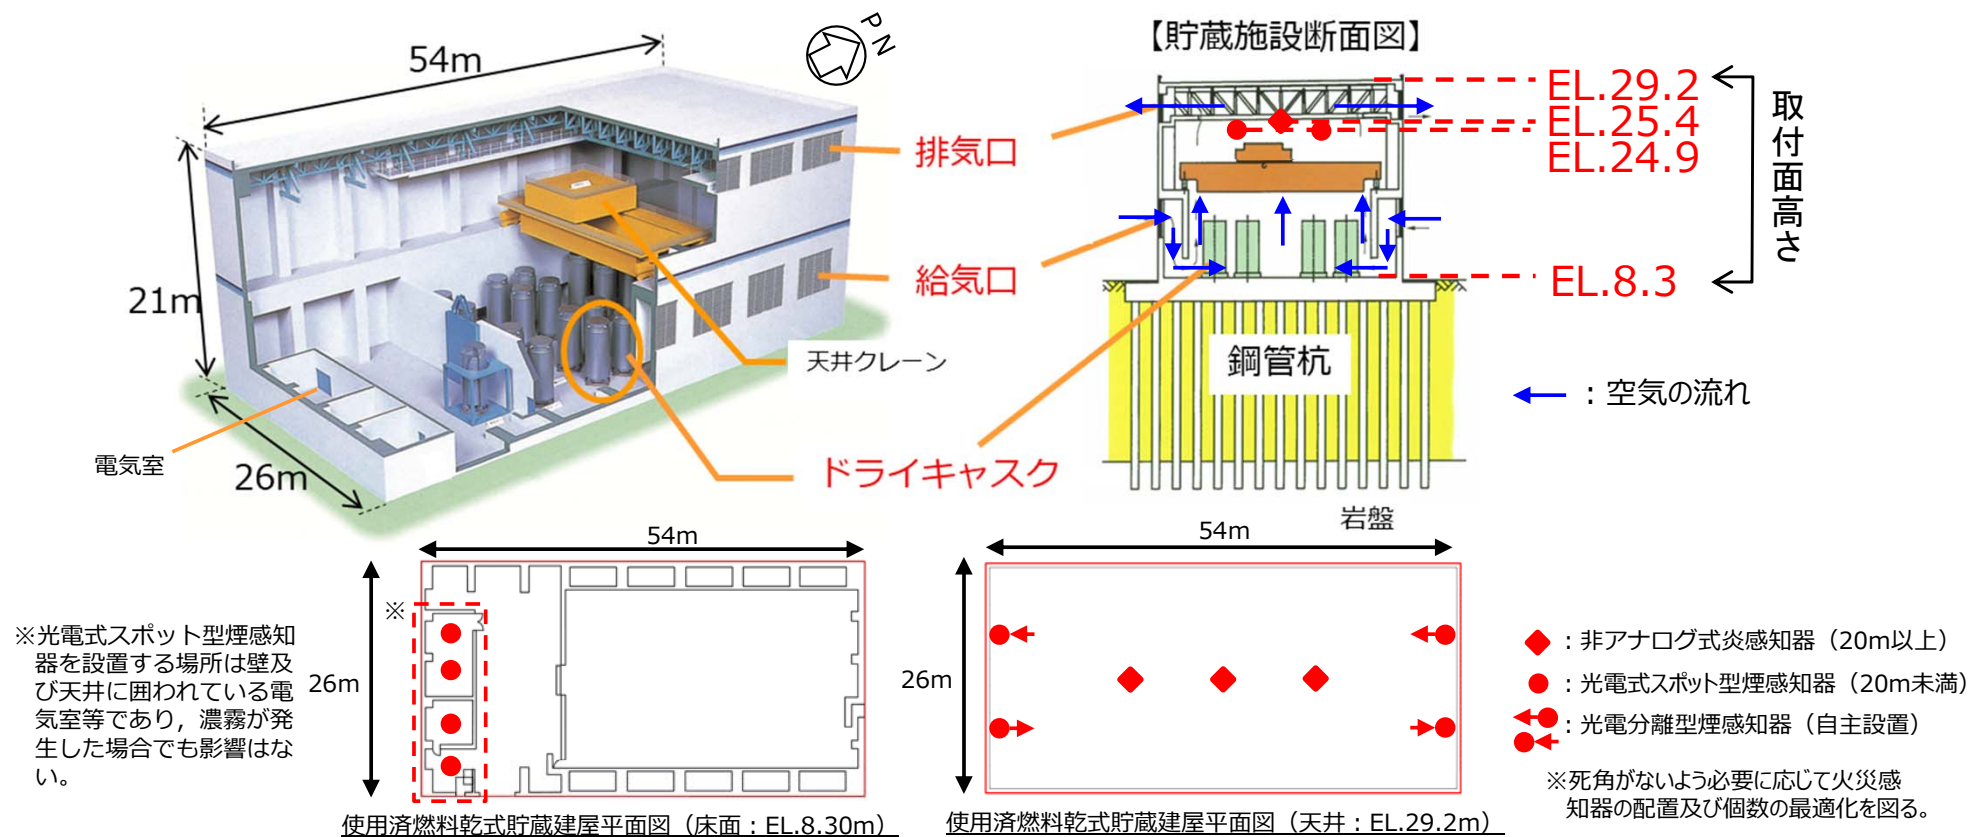 54m
PN
【貯蔵施設断面図】
EL.29.2
EL.25.4
EL.24.9
取付面高さ
排気口
21m
給気口
EL.8.3
天井クレーン
鋼管杭
：空気の流れ
電気室
26m
ドライキャスク
岩盤
54m
54m
※
※光電式スポット型煙感知
器を設置する場所は壁及
び天井に囲われている電
気室等であり，濃霧が発
生した場合でも影響はな
い。
26m
26m
：非アナログ式炎感知器（20m以上）
：光電式スポット型煙感知器（20m未満）
：光電分離型煙感知器（自主設置）
※死角がないよう必要に応じて火災感
知器の配置及び個数の最適化を図る。
使用済燃料乾式貯蔵建屋平面図（床面：EL.8.30m）
使用済燃料乾式貯蔵建屋平面図（天井：EL.29.2m）